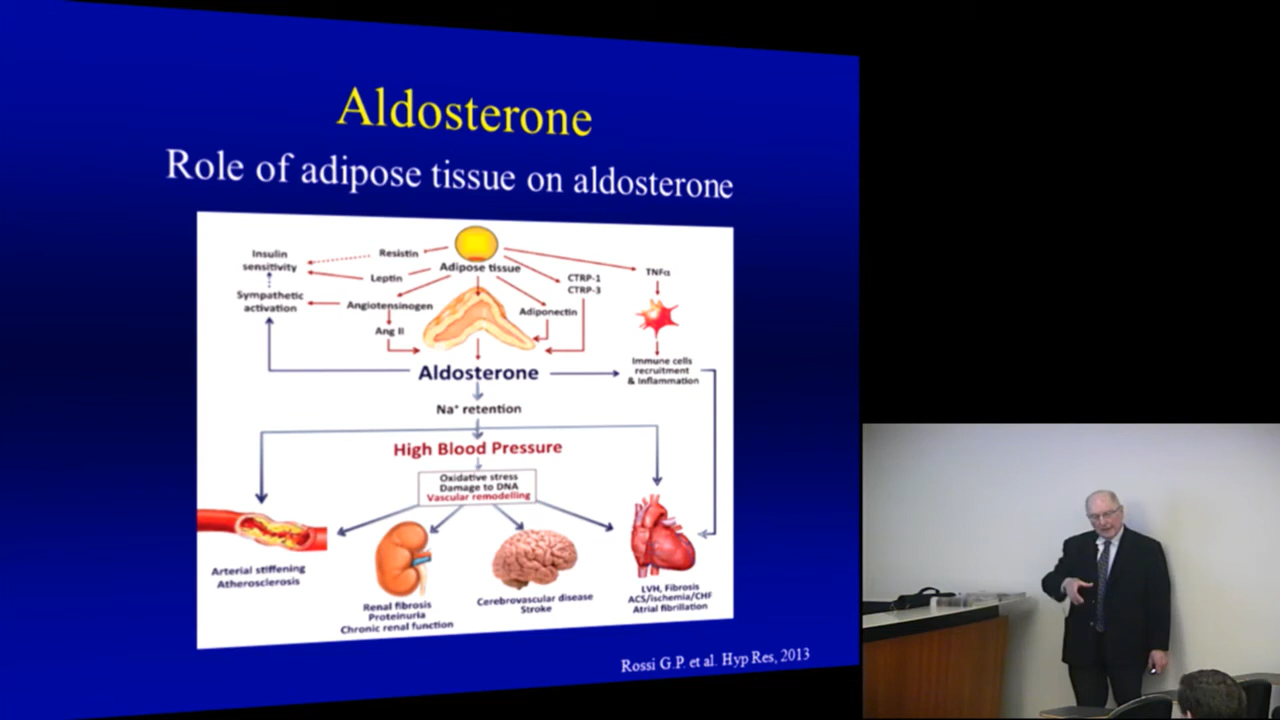 Aldosterone
Role of adipose tissue on aldosterone
Insulin
sensitivity
Resistin
Adipose tissue
TNFα
Leptin
CTRP-1
CTRP-3
Sympathetic
activation
Angiotensinogen
Adiponectin
Ang II
Aldosterone
Immune cells
recruitment
& Inflammation
Na⁺ retention
High Blood Pressure
Oxidative stress
Damage to DNA
Vascular remodelling
Arterial stiffening
Atherosclerosis
Renal fibrosis
Proteinuria
Chronic renal function
Cerebrovascular disease
Stroke
LVH, Fibrosis
ACS/ischemia/CHF
Atrial fibrillation
Rossi G.P. et al. Hyp Res, 2013